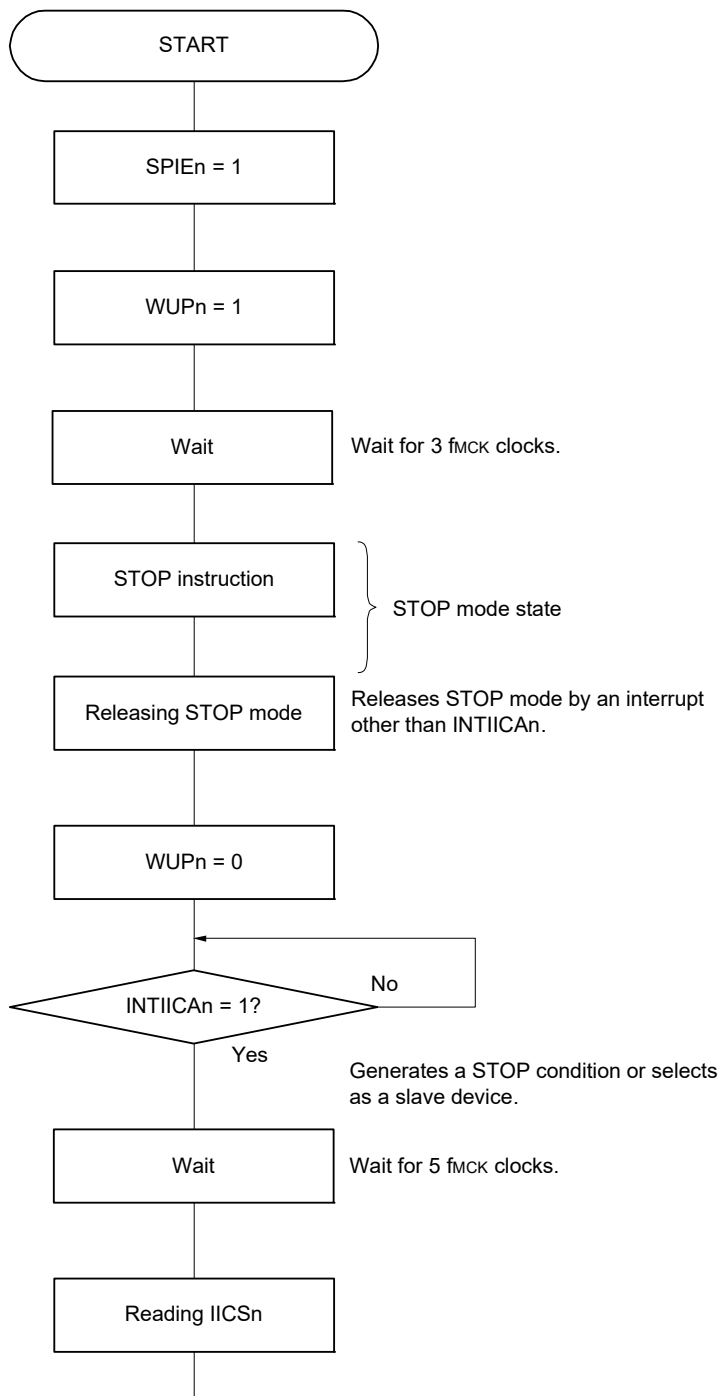 START
SPIEn = 1
WUPn = 1
Wait
Wait for 3 fMCK clocks.
STOP instruction
STOP mode state
Releasing STOP mode
Releases STOP mode by an interrupt
other than INTIICAn.
WUPn = 0
No
INTIICAn = 1?
Yes
Generates a STOP condition or selects
as a slave device.
Wait
Wait for 5 fMCK clocks.
Reading IICSn